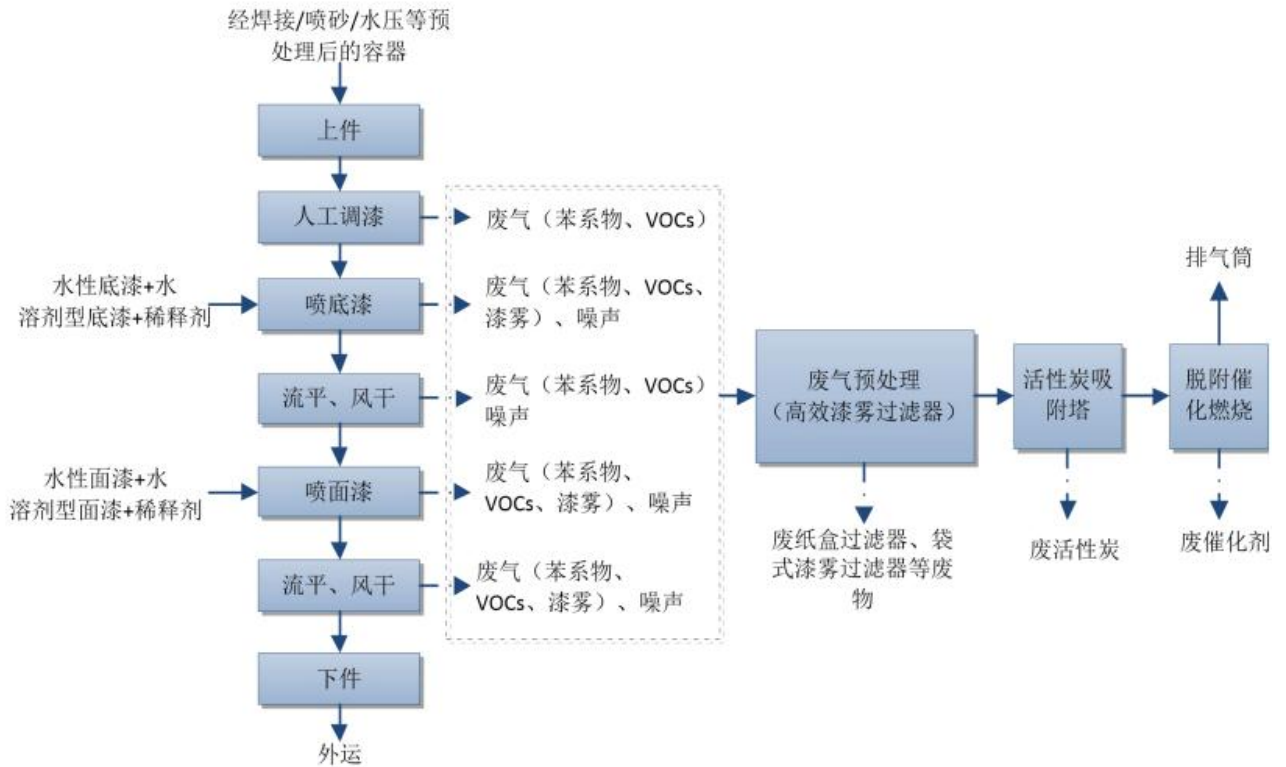 经焊接/喷砂/水压等预
处理后的容器
上件
人工调漆
废气（苯系物、VOCs）
水性底漆+水
溶剂型底漆+稀释剂
喷底漆
废气（苯系物、VOCs、
漆雾）、噪声
流平、风干
废气（苯系物、VOCs）
噪声
水性面漆+水
溶剂型面漆+稀释剂
喷面漆
废气（苯系物、
VOCs、漆雾）、噪声
流平、风干
废气（苯系物、
VOCs、漆雾）、噪声
下件
外运
废气预处理
（高效漆雾过滤器）
废纸盒过滤器、袋
式漆雾过滤器等废
物
活性炭吸
附塔
废活性炭
排气筒
脱附催
化燃烧
废催化剂